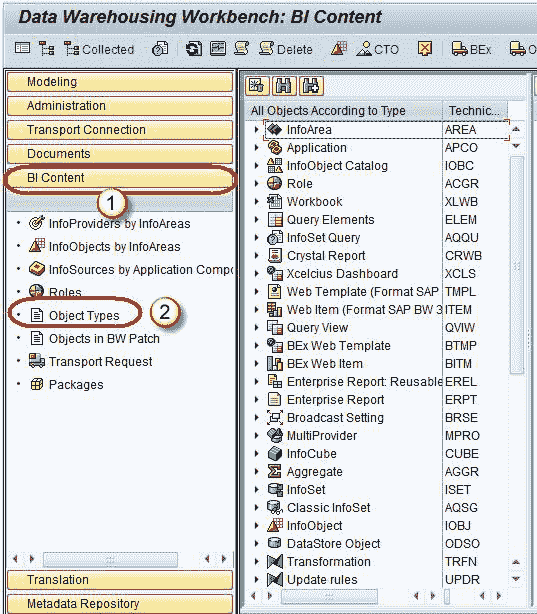 Data Warehousing Workbench: BI Content
Collected Delete CTO BEx
Modeling
Administration
Transport Connection
Documents
BI Content
1
InfoProviders by InfoAreas
InfoObjects by InfoAreas
InfoSources by Application Compo
Roles
Object Types
2
Objects in BW Patch
Transport Request
Packages
Translation
Metadata Repository
All Objects According to Type Technic...
InfoArea AREA
Application APCO
InfoObject Catalog IOBC
Role ACGR
Workbook XLWB
Query Elements ELEM
InfoSet Query AQQU
Crystal Report CRWB
Xcelcius Dashboard XCLS
Web Template (Format SAP TMPL
Web Item (Format SAP BW 3 ITEM
Query View QVIW
BEx Web Template BTMP
BEx Web Item BITM
Enterprise Report: Reusable EREL
Enterprise Report ERPT
Broadcast Setting BRSE
MultiProvider MPRO
InfoCube CUBE
Aggregate AGGR
InfoSet ISET
Classic InfoSet AQSG
InfoObject IOBJ
DataStore Object ODSO
Transformation TRFN
Update rules UPDR